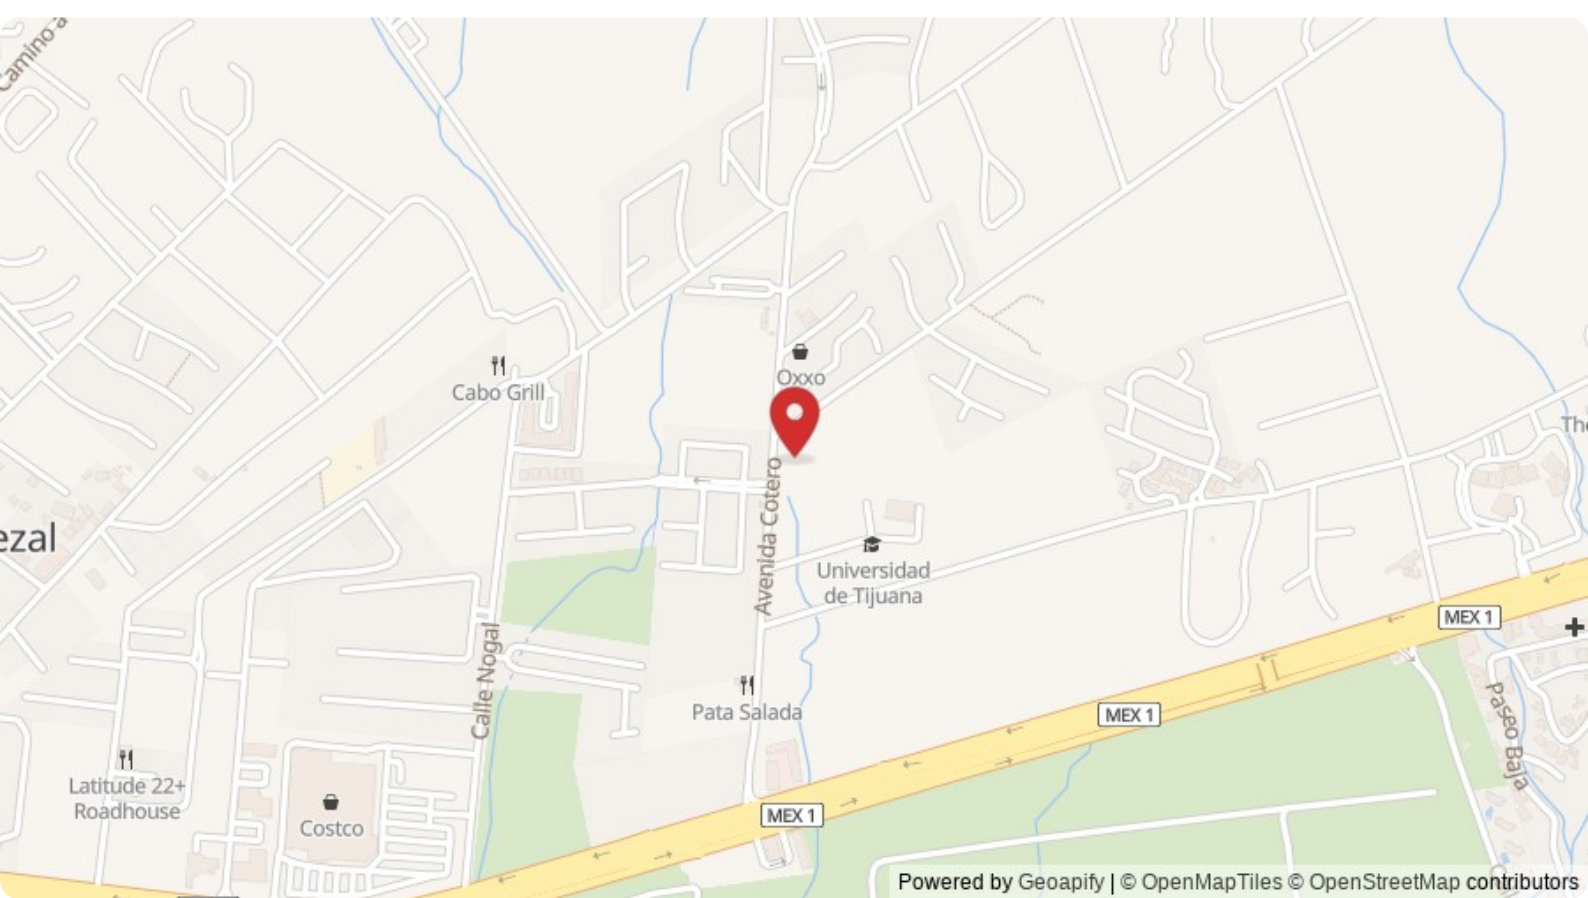 Camino a
Oxxo
Cabo Grill
ezal
Avenida Cotero
Universidad
de Tijuana
The
MEX 1
Calle Nogal
Pata Salada
MEX 1
Paseo Baja
Latitude 22+
Roadhouse
Costco
MEX 1
Powered by Geoapify | © OpenMapTiles © OpenStreetMap contributors